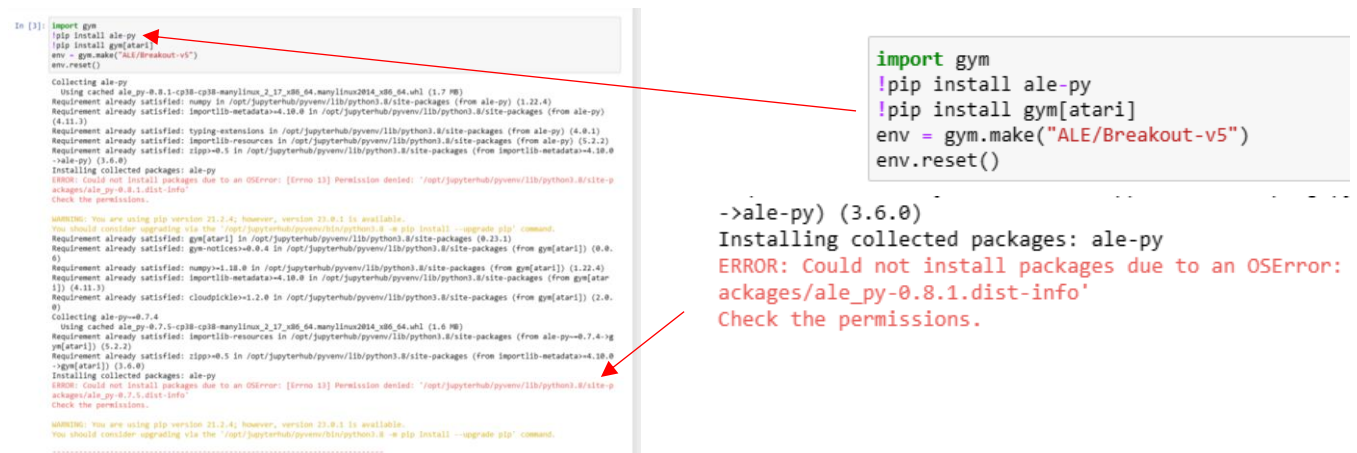 In [3]: import gym
!pip install ale-py
!pip install gym[atari]
env = gym.make("ALE/Breakout-v5")
env.reset()
Collecting ale-py
Using cached ale_py-0.8.1-cp38-cp38-manylinux_2_17_x86_64.manylinux2014_x86_64.whl (1.7 MB)
Requirement already satisfied: numpy in /opt/jupyterhub/pyvenv/lib/python3.8/site-packages (from ale-py) (1.22.4)
Requirement already satisfied: importlib-metadata>=4.10.0 in /opt/jupyterhub/pyvenv/lib/python3.8/site-packages (from ale-py)
(4.11.3)
Requirement already satisfied: typing-extensions in /opt/jupyterhub/pyvenv/lib/python3.8/site-packages (from ale-py) (4.0.1)
Requirement already satisfied: importlib-resources in /opt/jupyterhub/pyvenv/lib/python3.8/site-packages (from ale-py) (5.2.2)
Requirement already satisfied: zipp>=0.5 in /opt/jupyterhub/pyvenv/lib/python3.8/site-packages (from importlib-metadata>=4.10.0
->ale-py) (3.6.0)
Installing collected packages: ale-py
ERROR: Could not install packages due to an OSError: [Errno 13] Permission denied: '/opt/jupyterhub/pyvenv/lib/python3.8/site-p
ackages/ale_py-0.8.1.dist-info'
Check the permissions.
WARNING: You are using pip version 21.2.4; however, version 23.0.1 is available.
You should consider upgrading via the '/opt/jupyterhub/pyvenv/bin/python3.8 -m pip install --upgrade pip' command.
Requirement already satisfied: gym[atari] in /opt/jupyterhub/pyvenv/lib/python3.8/site-packages (0.23.1)
Requirement already satisfied: gym-notices>=0.0.4 in /opt/jupyterhub/pyvenv/lib/python3.8/site-packages (from gym[atari]) (0.0.
6)
Requirement already satisfied: numpy>=1.18.0 in /opt/jupyterhub/pyvenv/lib/python3.8/site-packages (from gym[atari]) (1.22.4)
Requirement already satisfied: importlib-metadata>=4.10.0 in /opt/jupyterhub/pyvenv/lib/python3.8/site-packages (from gym[atar
i]) (4.11.3)
Requirement already satisfied: cloudpickle>=1.2.0 in /opt/jupyterhub/pyvenv/lib/python3.8/site-packages (from gym[atari]) (2.0.
0)
Collecting ale-py~=0.7.4
Using cached ale_py-0.7.5-cp38-cp38-manylinux_2_17_x86_64.manylinux2014_x86_64.whl (1.6 MB)
Requirement already satisfied: importlib-resources in /opt/jupyterhub/pyvenv/lib/python3.8/site-packages (from ale-py~=0.7.4->g
ym[atari]) (5.2.2)
Requirement already satisfied: zipp>=0.5 in /opt/jupyterhub/pyvenv/lib/python3.8/site-packages (from importlib-metadata>=4.10.0
->gym[atari]) (3.6.0)
Installing collected packages: ale-py
ERROR: Could not install packages due to an OSError: [Errno 13] Permission denied: '/opt/jupyterhub/pyvenv/lib/python3.8/site-p
ackages/ale_py-0.7.5.dist-info'
Check the permissions.
WARNING: You are using pip version 21.2.4; however, version 23.0.1 is available.
You should consider upgrading via the '/opt/jupyterhub/pyvenv/bin/python3.8 -m pip install --upgrade pip' command.
import gym
!pip install ale-py
!pip install gym[atari]
env = gym.make("ALE/Breakout-v5")
env.reset()
->ale-py) (3.6.0)
Installing collected packages: ale-py
ERROR: Could not install packages due to an OSError:
ackages/ale_py-0.8.1.dist-info'
Check the permissions.